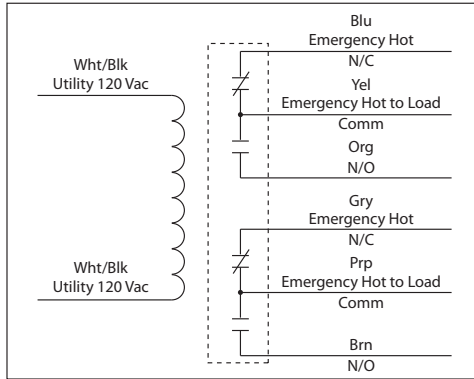 Blu
Emergency Hot
N/C
Wht/Blk
Utility 120 Vac
Yel
Emergency Hot to Load
Comm
Org
N/O
Gry
Emergency Hot
N/C
Wht/Blk
Utility 120 Vac
Prp
Emergency Hot to Load
Comm
Brn
N/O